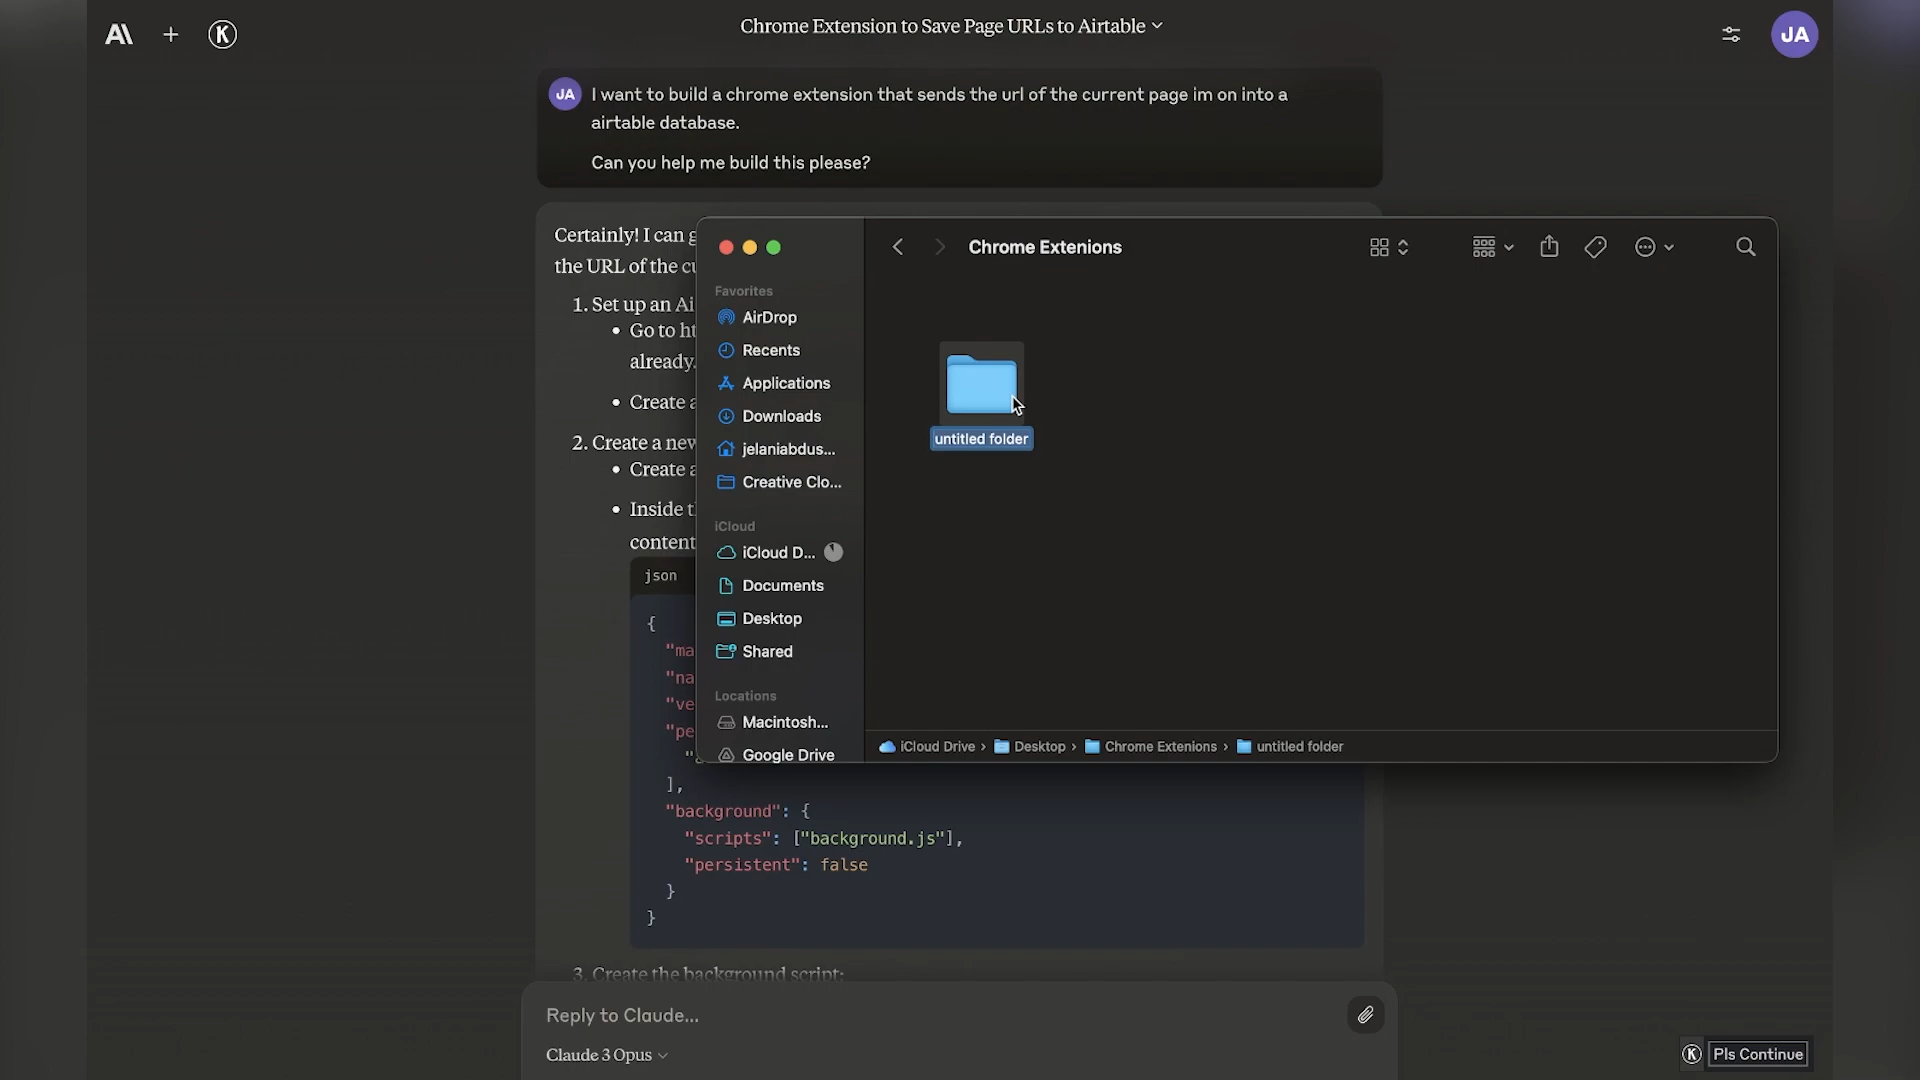 Chrome Extension to Save Page URLs to Airtable
K
JA
JA
I want to build a chrome extension that sends the url of the current page im on into a
airtable database.
Can you help me build this please?
Certainly! I can g
the URL of the cu
1. Set up an Ai
• Go to ht
already.
• Create a
2. Create a new
• Create a
• Inside t
content
json
{
"ma
"na
"ve
"pe
"a
],
"background": {
"scripts": ["background.js"],
"persistent": false
}
}
3. Create the background script:
Chrome Extenions
Favorites
AirDrop
Recents
Applications
Downloads
jelaniabdus...
Creative Clo...
iCloud
iCloud D...
Documents
Desktop
Shared
Locations
Macintosh...
Google Drive
untitled folder
iCloud Drive › Desktop › Chrome Extenions › untitled folder
Reply to Claude...
Claude 3 Opus
K Pls Continue